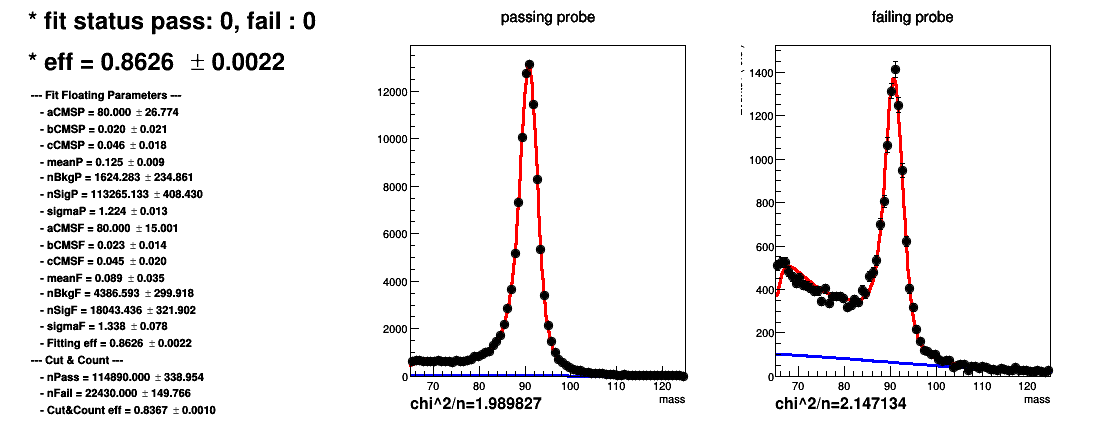 * fit status pass: 0, fail : 0
* eff = 0.8626 ± 0.0022
--- Fit Floating Parameters ---
- aCMSP = 80.000 ± 26.774
- bCMSP = 0.020 ± 0.021
- cCMSP = 0.046 ± 0.018
- meanP = 0.125 ± 0.009
- nBkgP = 1624.283 ± 234.861
- nSigP = 113265.133 ± 408.430
- sigmaP = 1.224 ± 0.013
- aCMSF = 80.000 ± 15.001
- bCMSF = 0.023 ± 0.014
- cCMSF = 0.045 ± 0.020
- meanF = 0.089 ± 0.035
- nBkgF = 4386.593 ± 299.918
- nSigF = 18043.436 ± 321.902
- sigmaF = 1.338 ± 0.078
- Fitting eff = 0.8626 ± 0.0022
--- Cut & Count ---
- nPass = 114890.000 ± 338.954
- nFail = 22430.000 ± 149.766
- Cut&Count eff = 0.8367 ± 0.0010
passing probe
12000
10000
8000
6000
4000
2000
0
70 80 90 100 110 120
mass
chi^2/n=1.989827
failing probe
1400
1200
1000
800
600
400
200
0
70 80 90 100 110 120
mass
chi^2/n=2.147134